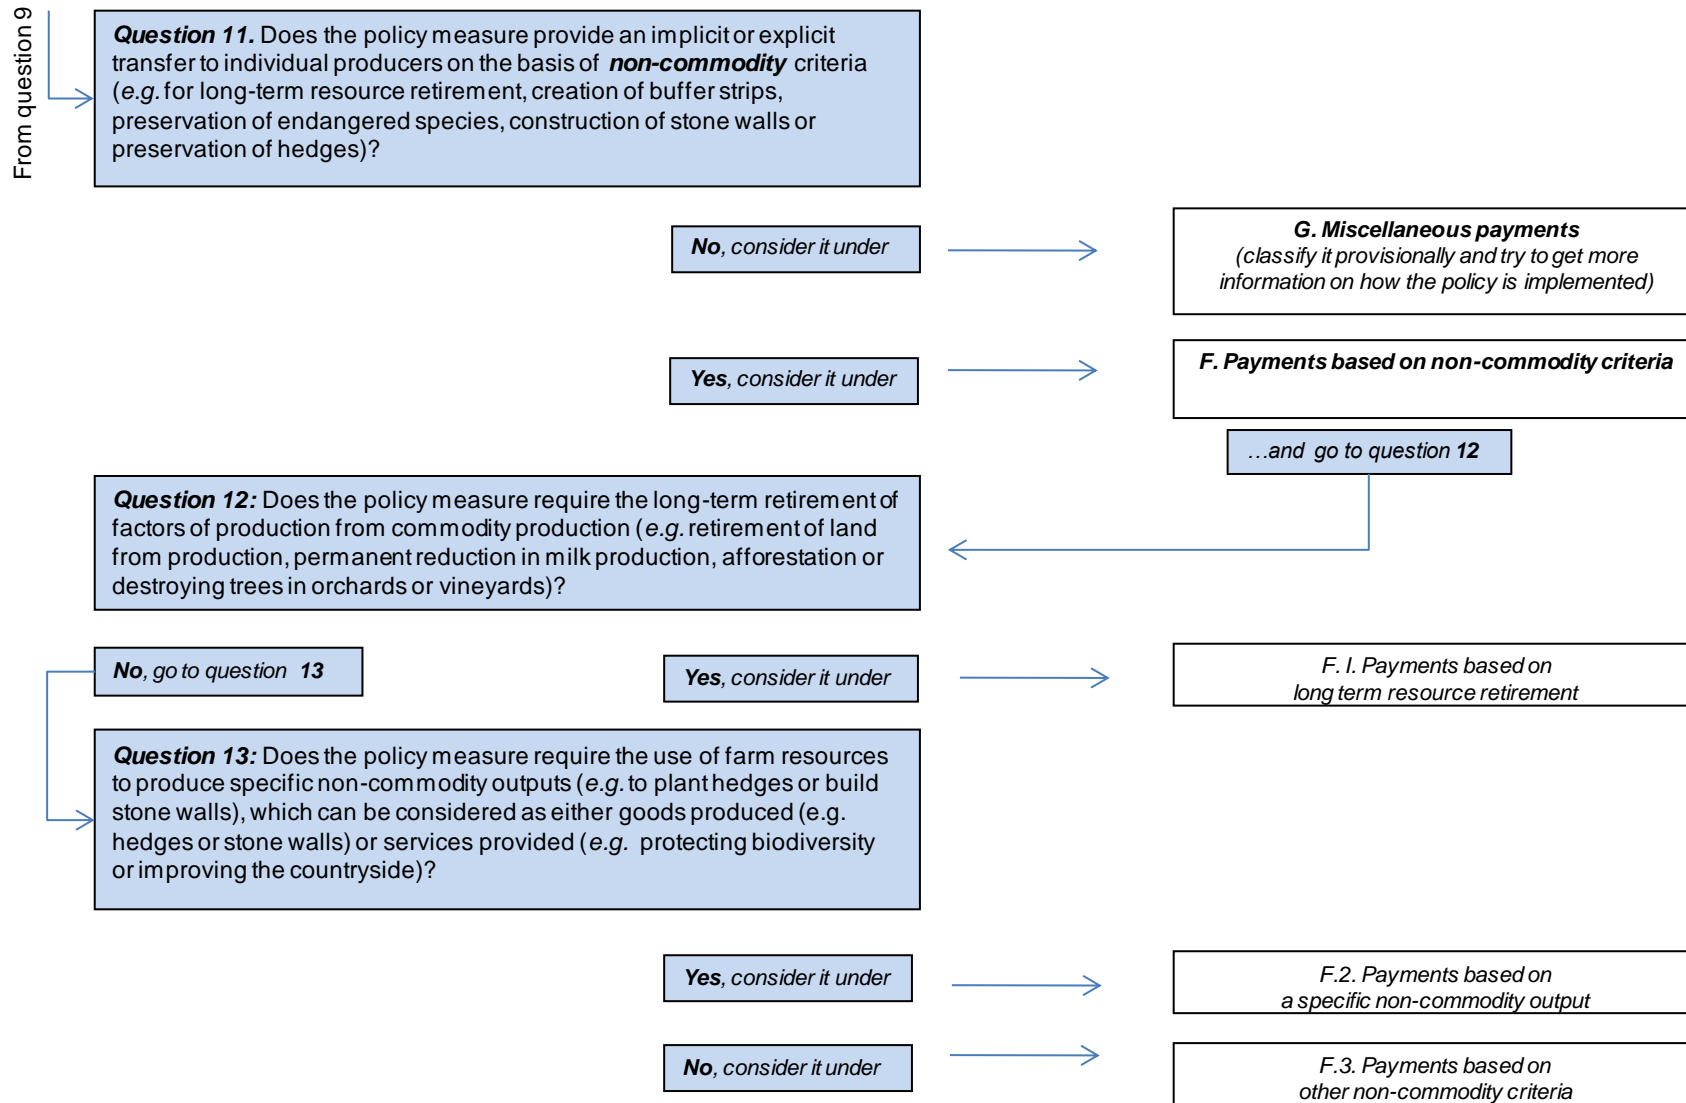 From question 9
Question 11. Does the policy measure provide an implicit or explicit
transfer to individual producers on the basis of non-commodity criteria
(e.g. for long-term resource retirement, creation of buffer strips,
preservation of endangered species, construction of stone walls or
preservation of hedges)?
No, consider it under
G. Miscellaneous payments
(classify it provisionally and try to get more
information on how the policy is implemented)
Yes, consider it under
F. Payments based on non-commodity criteria
…and go to question 12
Question 12: Does the policy measure require the long-term retirement of
factors of production from commodity production (e.g. retirement of land
from production, permanent reduction in milk production, afforestation or
destroying trees in orchards or vineyards)?
No, go to question 13
Yes, consider it under
F. I. Payments based on
long term resource retirement
Question 13: Does the policy measure require the use of farm resources
to produce specific non-commodity outputs (e.g. to plant hedges or build
stone walls), which can be considered as either goods produced (e.g.
hedges or stone walls) or services provided (e.g. protecting biodiversity
or improving the countryside)?
Yes, consider it under
F.2. Payments based on
a specific non-commodity output
No, consider it under
F.3. Payments based on
other non-commodity criteria